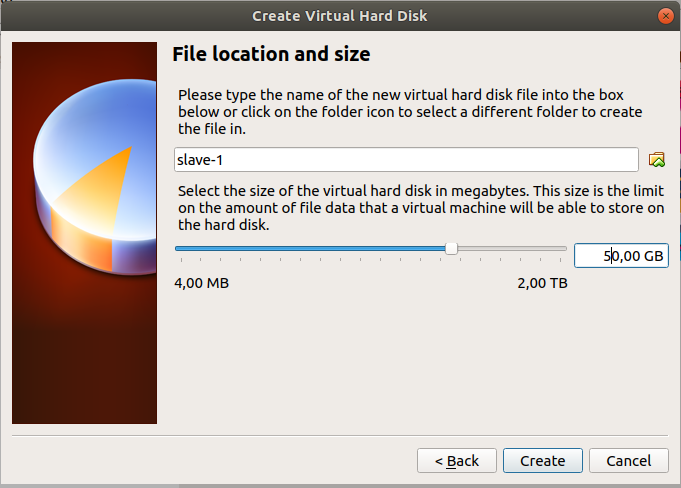 Create Virtual Hard Disk
File location and size
Please type the name of the new virtual hard disk file into the box
below or click on the folder icon to select a different folder to create
the file in.
slave-1
Select the size of the virtual hard disk in megabytes. This size is the limit
on the amount of file data that a virtual machine will be able to store on
the hard disk.
50,00 GB
4,00 MB 2,00 TB
< Back Create Cancel